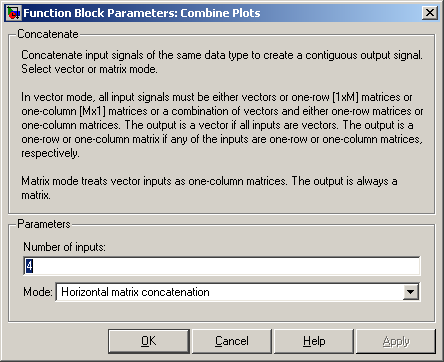 Function Block Parameters: Combine Plots
Concatenate
Concatenate input signals of the same data type to create a contiguous output signal.
Select vector or matrix mode.
In vector mode, all input signals must be either vectors or one-row [1xM] matrices or
one-column [Mx1] matrices or a combination of vectors and either one-row matrices or
one-column matrices. The output is a vector if all inputs are vectors. The output is a
one-row or one-column matrix if any of the inputs are one-row or one-column matrices,
respectively.
Matrix mode treats vector inputs as one-column matrices. The output is always a
matrix.
Parameters
Number of inputs:
4
Mode: Horizontal matrix concatenation
OK Cancel Help Apply